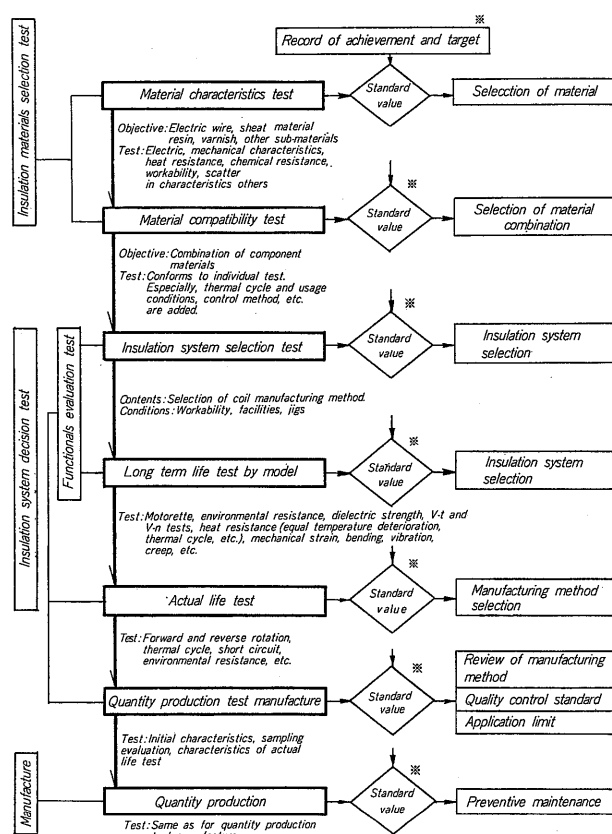 ※
Record of achievement and target
Insulation materials selection test
Material characteristics test
Standard
value
Selecction of material
Objective: Electric wire, sheat material
resin, varnish, other sub-materials
Test: Electric, mechanical characteristics,
heat resistance, chemical resistance,
workability, scatter
in characteristics others
※
Material compatibility test
Standard
value
Selection of material
combination
Objective: Combination of component
materials
Test: Conforms to individual test.
Especially, thermal cycle and usage
conditions, control method, etc.
are added.
※
Insulation system decision test
Functionals evaluation test
Insulation system selection test
Standard
value
Insulation system
selection
Contents: Selection of coil manufacturing method.
Conditions: Workability, facilities, jigs
※
Long term life test by model
Standard
value
Insulation system
selection
Test: Motorette, environmental resistance, dielectric strength, V-t and
V-n tests, heat resistance (equal temperature deterioration,
thermal cycle, etc.), mechanical strain, bending, vibration,
creep, etc.
※
Actual life test
Standard
value
Manufacturing method
selection
Test: Forward and reverse rotation,
thermal cycle, short circuit,
environmental resistance, etc.
※
Quantity production test manufacture
Standard
value
Review of manufacturing
method
Quality control standard
Application limit
Test: Initial characteristics, sampling
evaluation, characteristics of actual
life test
※
Manufacture
Quantity production
Standard
value
Preventive maintenance
Test: Same as for quantity production